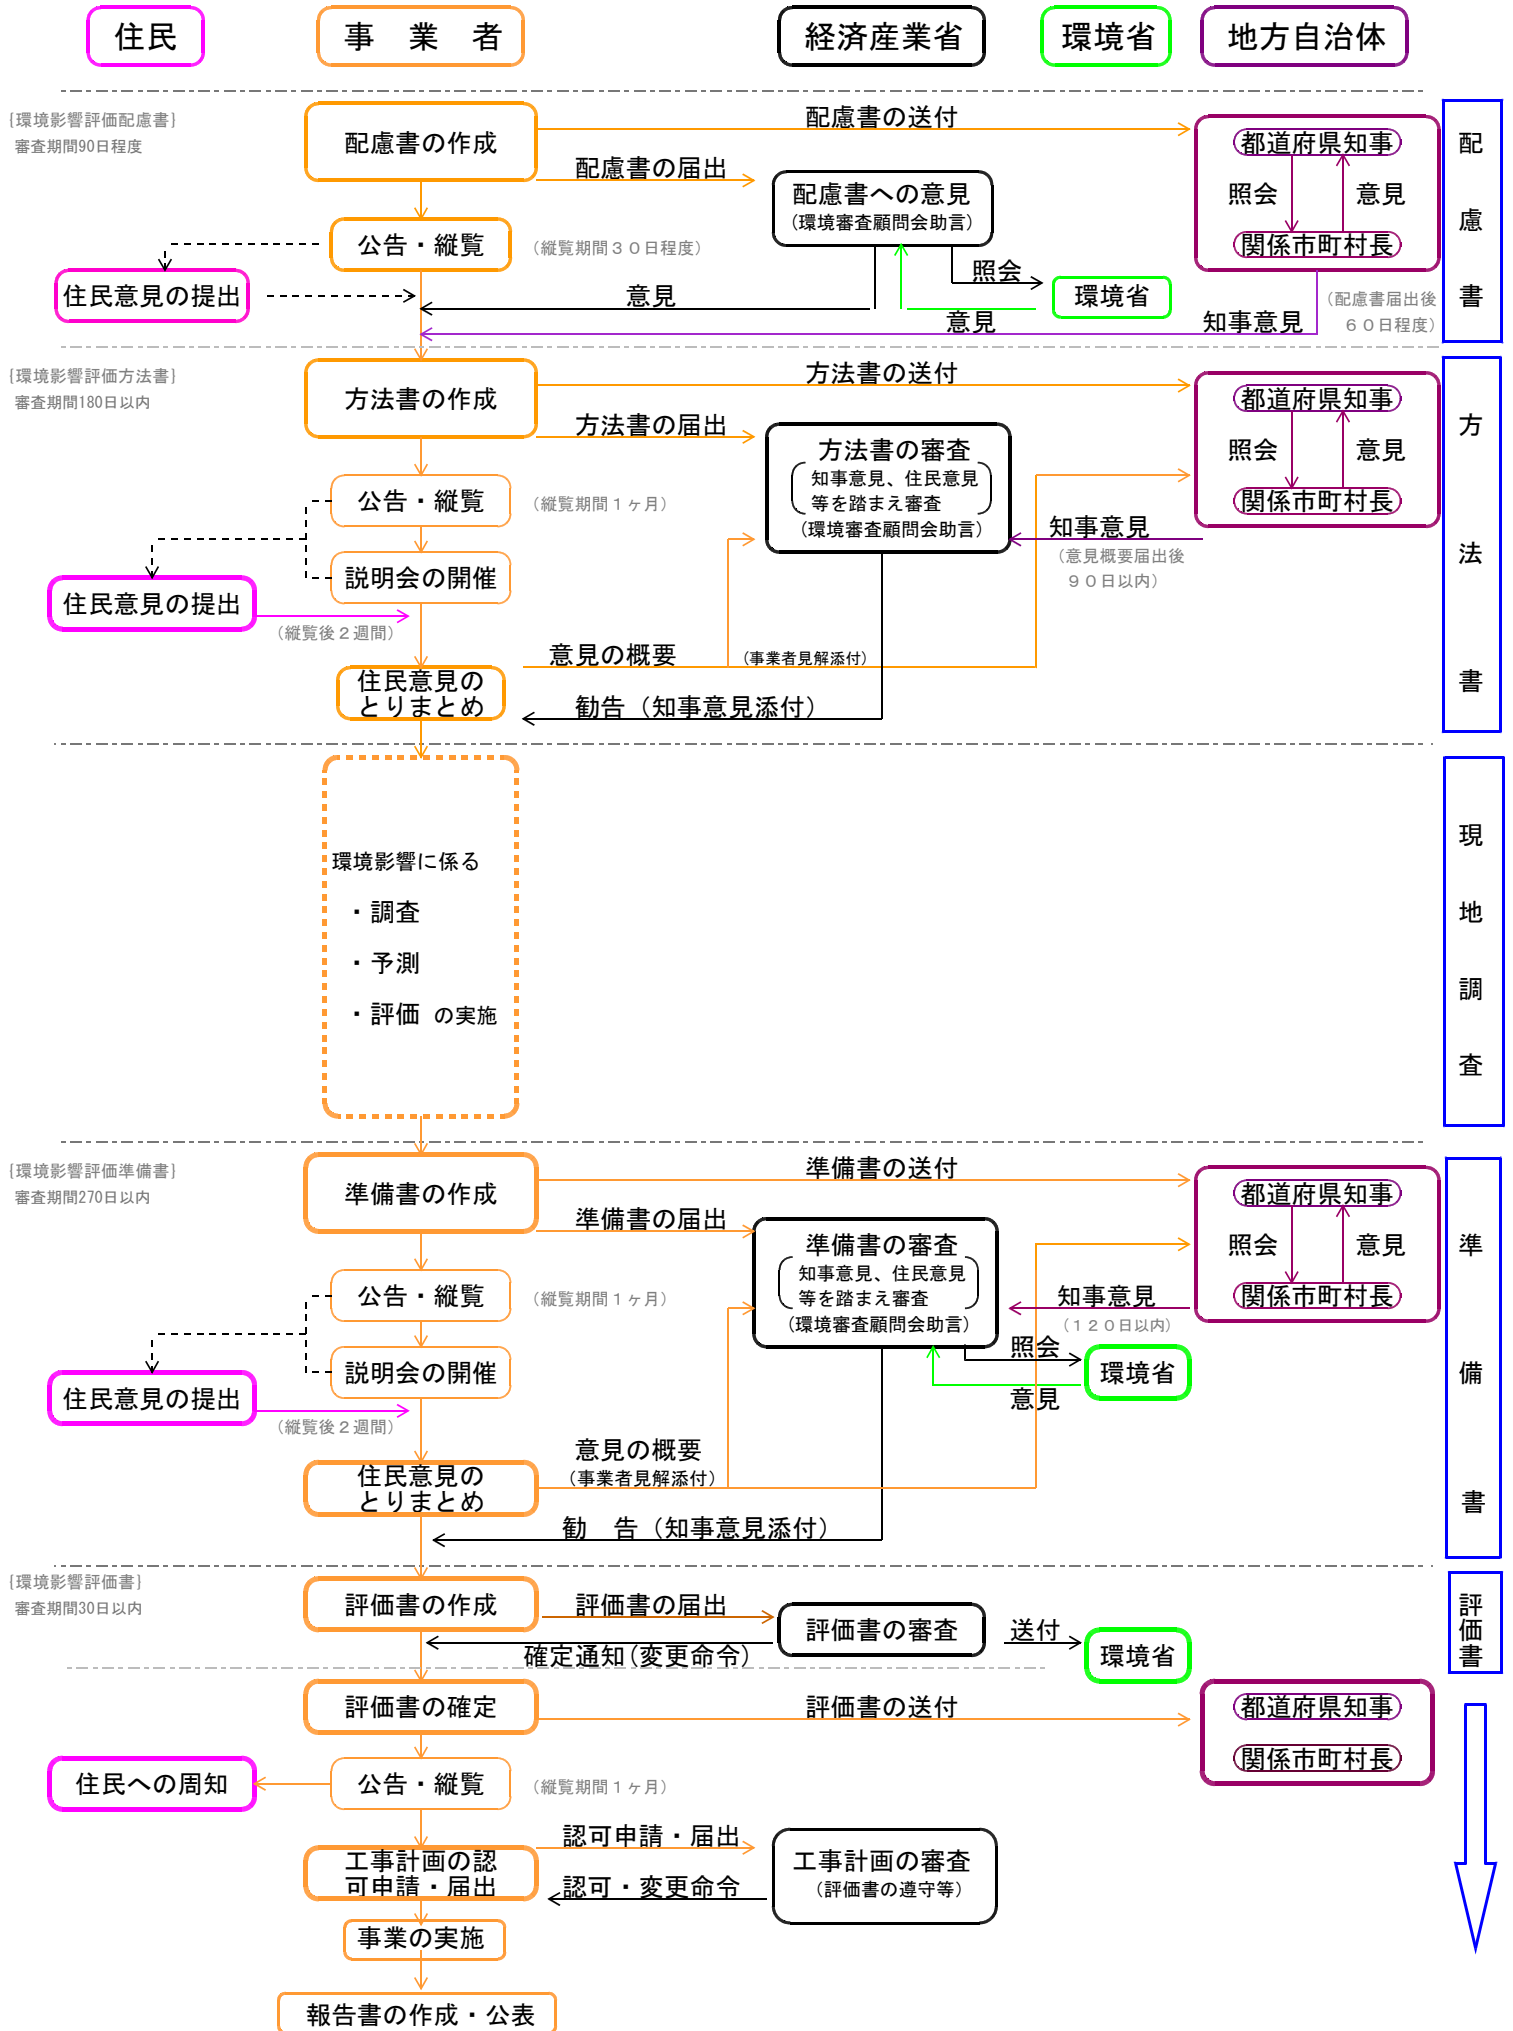 住民
事　業　者
経済産業省
環境省
地方自治体
{環境影響評価配慮書}
審査期間90日程度
配慮書の作成
配慮書の送付
配慮書の届出
配慮書への意見
(環境審査顧問会助言)
都道府県知事
照会
意見
関係市町村長
配慮書
公告・縦覧
(縦覧期間３０日程度)
住民意見の提出
意見
照会
環境省
意見
知事意見
(配慮書届出後
６０日程度)
{環境影響評価方法書}
審査期間180日以内
方法書の作成
方法書の送付
方法書の届出
方法書の審査
知事意見、住民意見
等を踏まえ審査
(環境審査顧問会助言)
都道府県知事
照会
意見
関係市町村長
方法書
公告・縦覧
(縦覧期間１ヶ月)
説明会の開催
住民意見の提出
(縦覧後２週間)
知事意見
(意見概要届出後
９０日以内)
意見の概要
(事業者見解添付)
住民意見の
とりまとめ
勧告（知事意見添付）
環境影響に係る
・調査
・予測
・評価 の実施
現地調査
{環境影響評価準備書}
審査期間270日以内
準備書の作成
準備書の送付
準備書の届出
準備書の審査
知事意見、住民意見
等を踏まえ審査
(環境審査顧問会助言)
都道府県知事
照会
意見
関係市町村長
準備書
公告・縦覧
(縦覧期間１ヶ月)
説明会の開催
住民意見の提出
(縦覧後２週間)
知事意見
(１２０日以内)
照会
環境省
意見
意見の概要
(事業者見解添付)
住民意見の
とりまとめ
勧　告（知事意見添付）
{環境影響評価書}
審査期間30日以内
評価書の作成
評価書の届出
評価書の審査
送付
環境省
評価書
確定通知(変更命令)
評価書の確定
評価書の送付
都道府県知事
関係市町村長
住民への周知
公告・縦覧
(縦覧期間１ヶ月)
工事計画の認
可申請・届出
認可申請・届出
認可・変更命令
工事計画の審査
(評価書の遵守等)
事業の実施
報告書の作成・公表